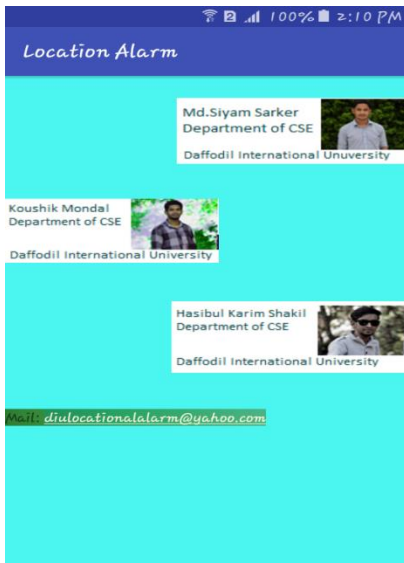 2 100% 2:10 PM
Location Alarm
Md.Siyam Sarker
Department of CSE
Daffodil International Unuversity
Koushik Mondal
Department of CSE
Daffodil International University
Hasibul Karim Shakil
Department of CSE
Daffodil International University
Mail: diulocationalalarm@yahoo.com